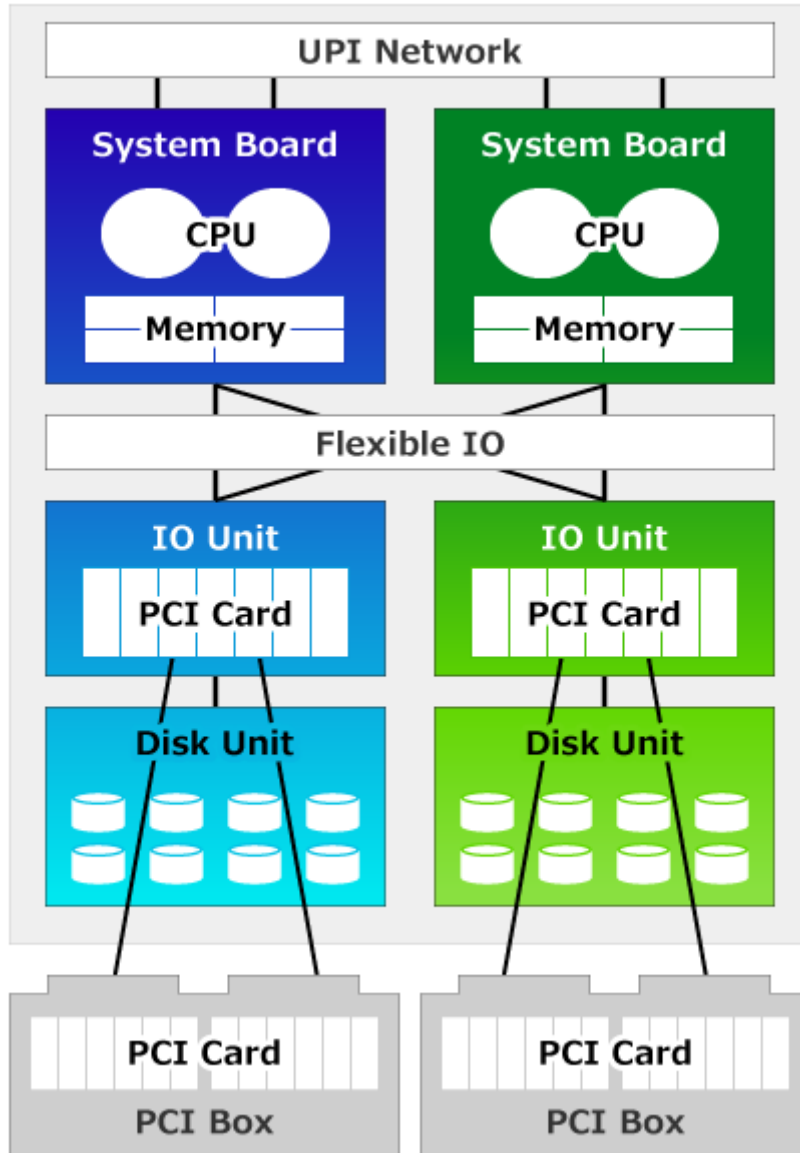 UPI Network
System Board
System Board
CPU
CPU
Memory
Memory
Flexible IO
IO Unit
IO Unit
PCI Card
PCI Card
Disk Unit
Disk Unit
PCI Card
PCI Card
PCI Box
PCI Box